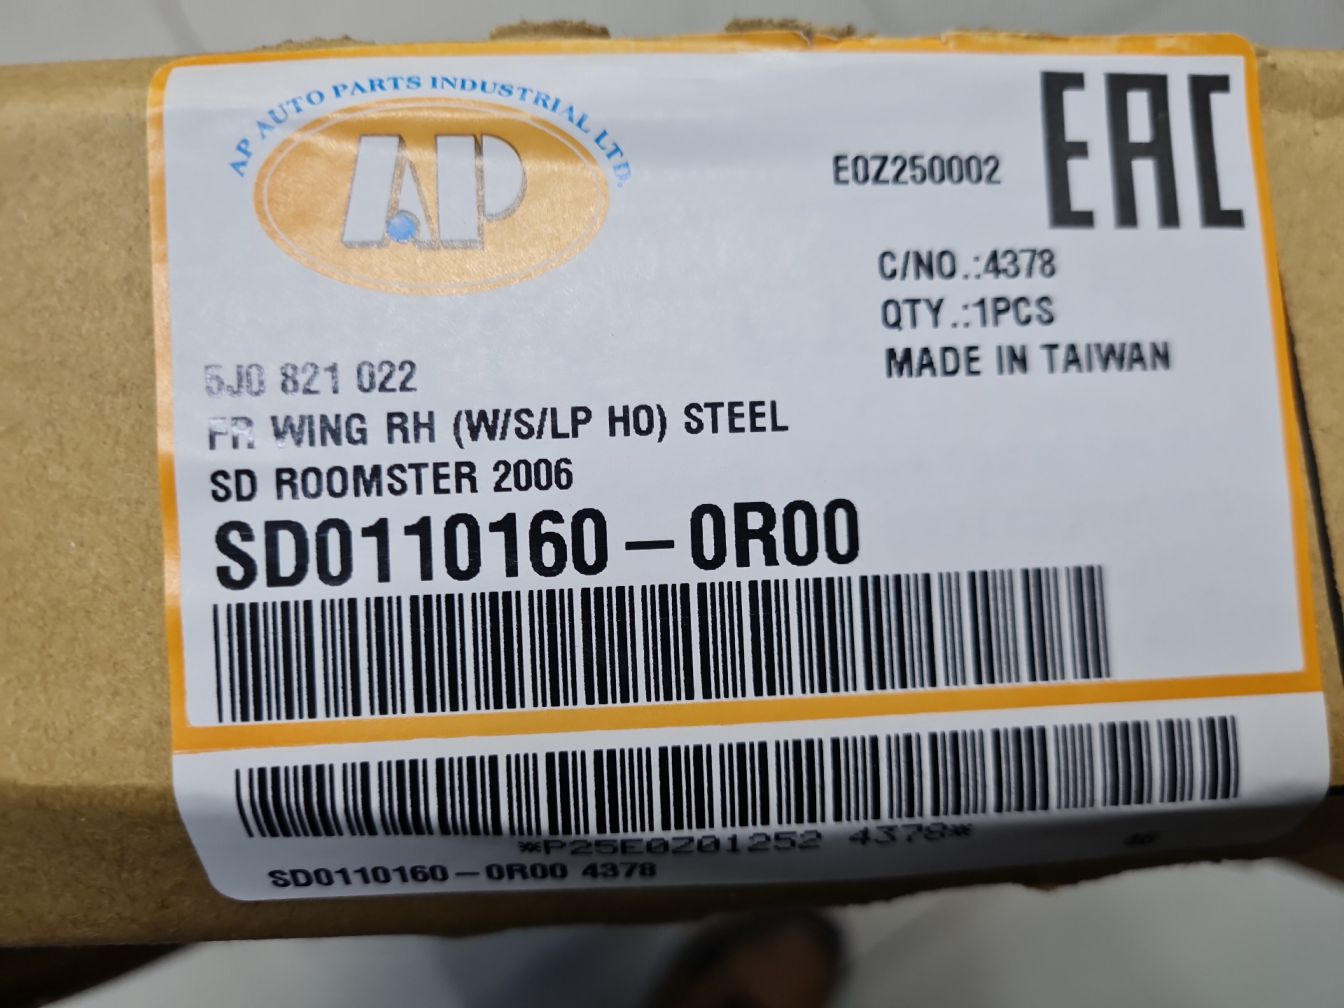 AP AUTO PARTS INDUSTRIAL LTD.
AP
EAC
E0Z250002
C/NO.:4378
QTY.:1PCS
MADE IN TAIWAN
5J0 821 022
FR WING RH (W/S/LP HO) STEEL
SD ROOMSTER 2006
SD0110160-0R00
*P25E0Z01252 4378*
46
SD0110160-0R00 4378